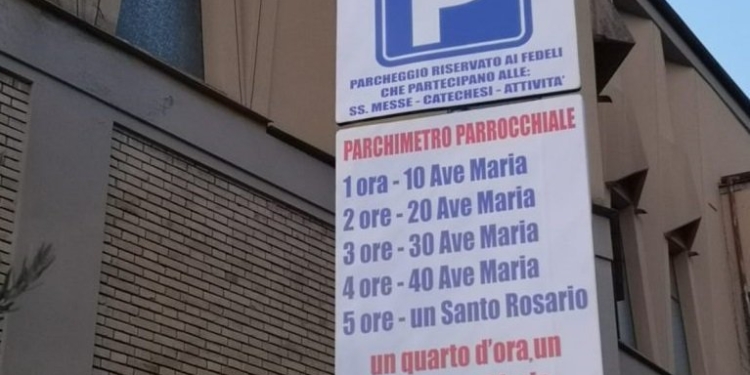 P
PARCHEGGIO RISERVATO AI FEDELI
CHE PARTECIPANO ALLE:
SS. MESSE - CATECHESI - ATTIVITA'
PARCHIMETRO PARROCCHIALE
1 ora - 10 Ave Maria
2 ore - 20 Ave Maria
3 ore - 30 Ave Maria
4 ore - 40 Ave Maria
5 ore - un Santo Rosario
un quarto d'ora, un